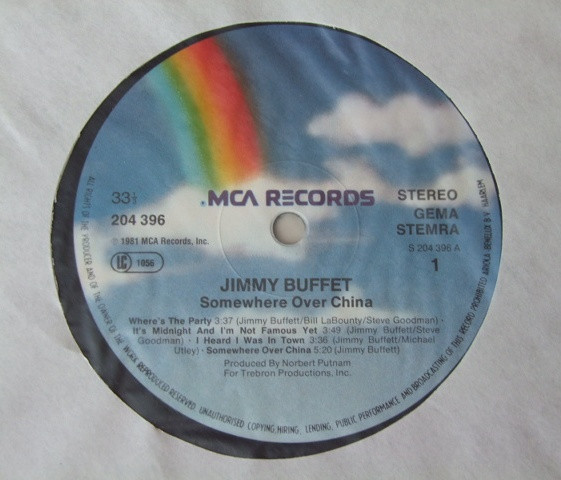 33⅓
204 396
℗ 1981 MCA Records, Inc.
LC 1056
MCA RECORDS
STEREO
GEMA
STEMRA
S 204 396 A
1
JIMMY BUFFET
Somewhere Over China
Where's The Party 3:37 (Jimmy Buffett/Bill LaBounty/Steve Goodman) ·
It's Midnight And I'm Not Famous Yet 3:49 (Jimmy Buffett/Steve
Goodman) · I Heard I Was In Town 3:36 (Jimmy Buffett/Michael
Utley) · Somewhere Over China 5:20 (Jimmy Buffett)
Produced By Norbert Putnam
For Trebron Productions, Inc.
ALL RIGHTS OF THE PRODUCER AND OF THE OWNER OF THE WORK REPRODUCED RESERVED. UNAUTHORISED COPYING, HIRING, LENDING, PUBLIC PERFORMANCE AND BROADCASTING OF THIS RECORD PROHIBITED ARIOLA-BENELUX B.V. HAARLEM